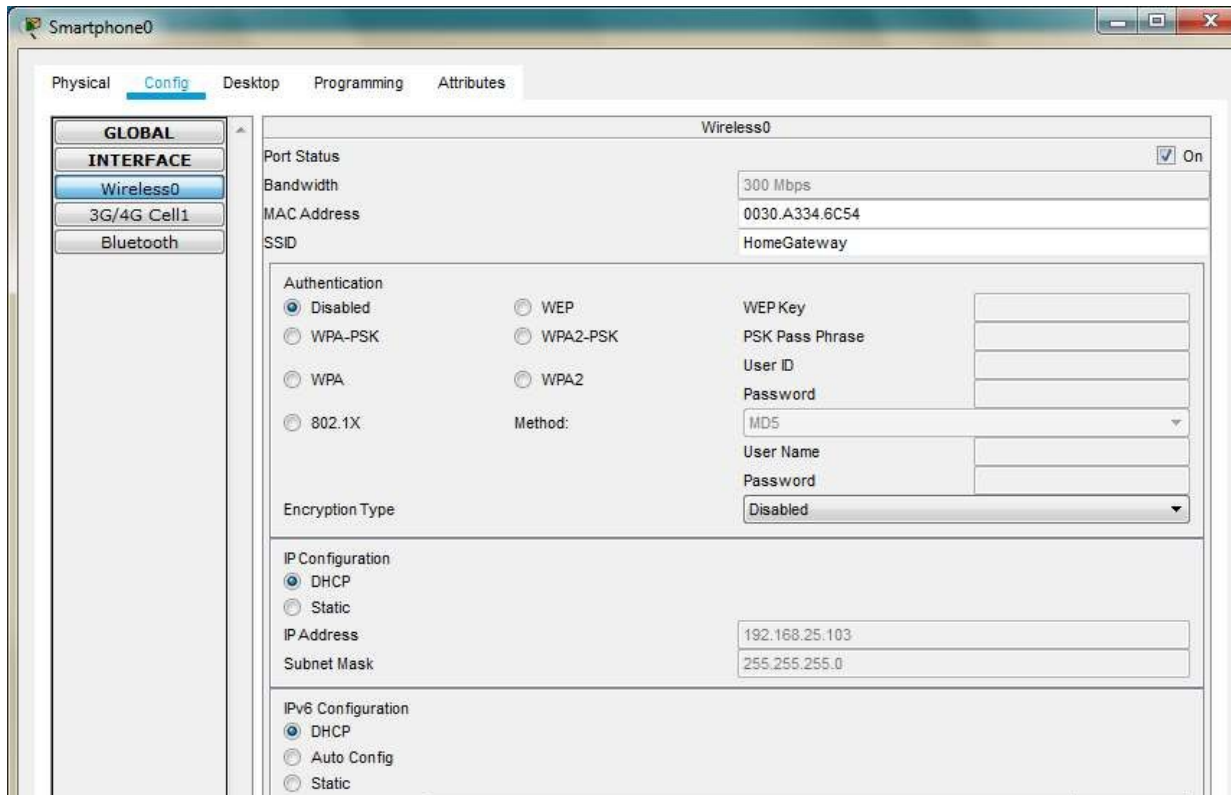 Smartphone0
Physical Config Desktop Programming Attributes
GLOBAL
INTERFACE
Wireless0
3G/4G Cell1
Bluetooth
Wireless0
Port Status On
Bandwidth 300 Mbps
MAC Address 0030.A334.6C54
SSID HomeGateway
Authentication
Disabled WEP WEP Key
WPA-PSK WPA2-PSK PSK Pass Phrase
User ID
WPA WPA2
Password
802.1X Method: MD5
User Name
Password
Encryption Type Disabled
IP Configuration
DHCP
Static
IP Address 192.168.25.103
Subnet Mask 255.255.255.0
IPv6 Configuration
DHCP
Auto Config
Static